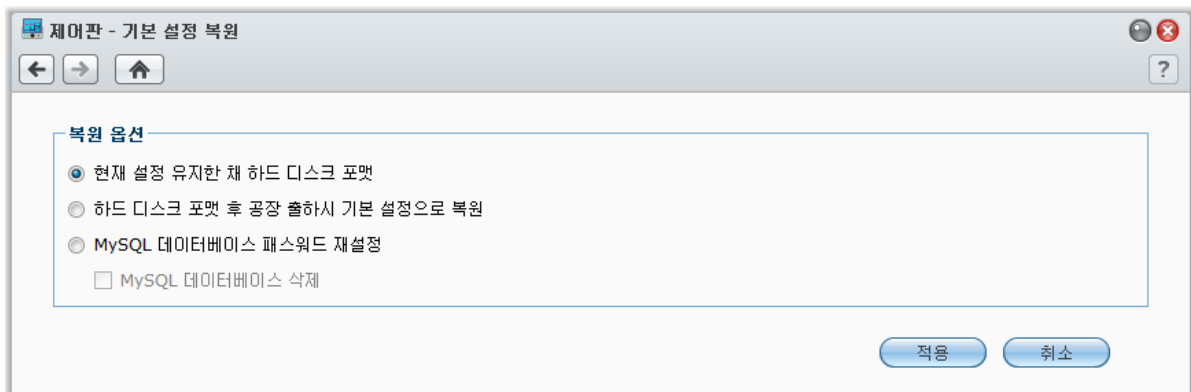 제어판 - 기본 설정 복원
?
복원 옵션
현재 설정 유지한 채 하드 디스크 포맷
하드 디스크 포맷 후 공장 출하시 기본 설정으로 복원
MySQL 데이터베이스 패스워드 재설정
MySQL 데이터베이스 삭제
적용 취소